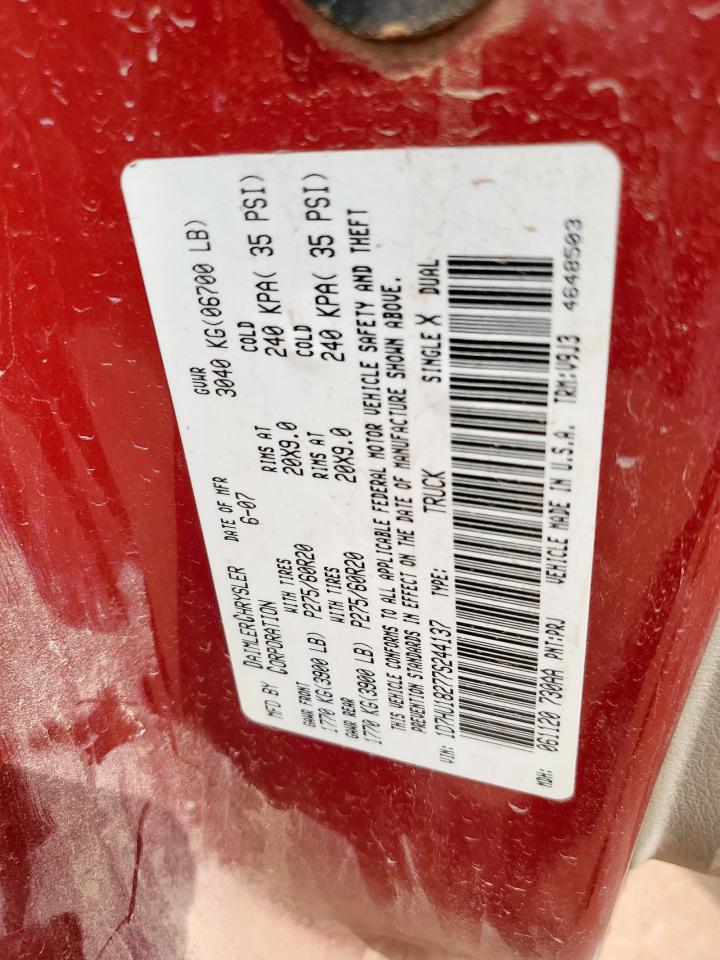 MFD BY DAIMLERCHRYSLER CORPORATION DATE OF MFR 6-07 GVWR 3040 KG(06700 LB)
GAWR FRONT WITH TIRES RIMS AT COLD
1770 KG(3900 LB) P275/60R20 20X9.0 240 KPA( 35 PSI)
GAWR REAR WITH TIRES RIMS AT COLD
1770 KG(3900 LB) P275/60R20 20X9.0 240 KPA( 35 PSI)
THIS VEHICLE CONFORMS TO ALL APPLICABLE FEDERAL MOTOR VEHICLE SAFETY AND THEFT
PREVENTION STANDARDS IN EFFECT ON THE DATE OF MANUFACTURE SHOWN ABOVE.
VIN: 1D7HU18277S244137 TYPE: TRUCK SINGLE X DUAL
MDH: 061120 730AA PNT:PRJ VEHICLE MADE IN U.S.A. TRM:V9J3 4648503